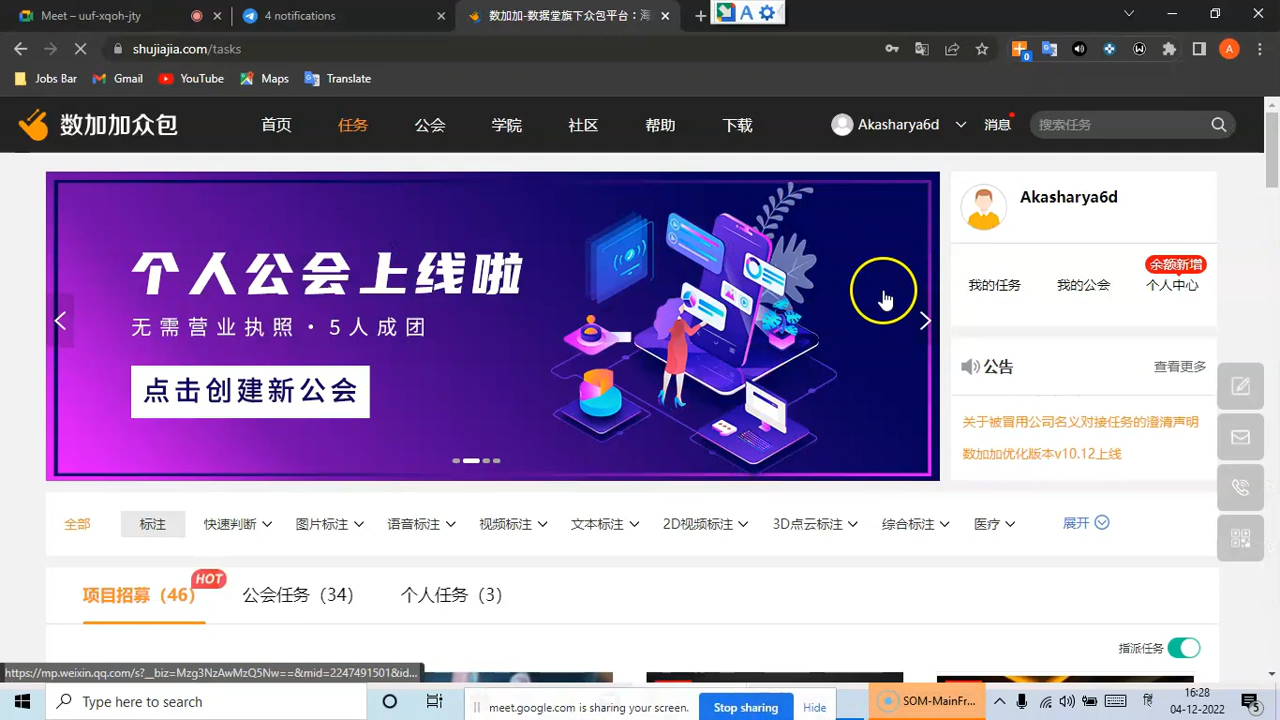 Meet - uuf-xqoh-jty
4 notifications
数加加-数据堂旗下众包平台：海
A
shujiajia.com/tasks
0
A
Jobs Bar
Gmail
YouTube
Maps
Translate
数加加众包
首页
任务
公会
学院
社区
帮助
下载
Akasharya6d
消息
搜索任务
个人公会上线啦
无需营业执照·5人成团
点击创建新公会
Akasharya6d
余额新增
我的任务
我的公会
个人中心
公告
查看更多
关于被冒用公司名义对接任务的澄清声明
数加加优化版本v10.12上线
全部
标注
快速判断
图片标注
语音标注
视频标注
文本标注
2D视频标注
3D点云标注
综合标注
医疗
展开
HOT
项目招募（46）
公会任务（34）
个人任务（3）
指派任务
https://mp.weixin.qq.com/s?__biz=Mzg3NzAwMzQ5Nw==&mid=2247491501&id...
Type here to search
meet.google.com is sharing your screen.
Stop sharing
Hide
SOM-MainFr...
16:28
04-12-2022
5